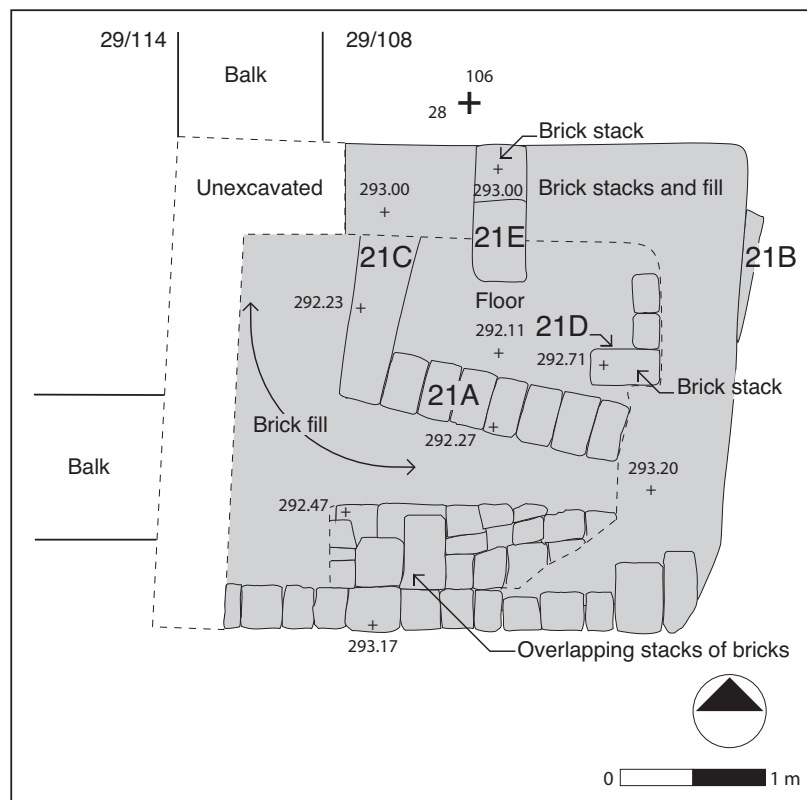 29/114
29/108
Balk
106
28
Brick stack
Unexcavated
293.00
293.00
Brick stacks and fill
21C
21E
21B
292.23
Floor
292.11
21D
292.71
Brick stack
21A
Brick fill
292.27
Balk
293.20
292.47
293.17
Overlapping stacks of bricks
0
1 m